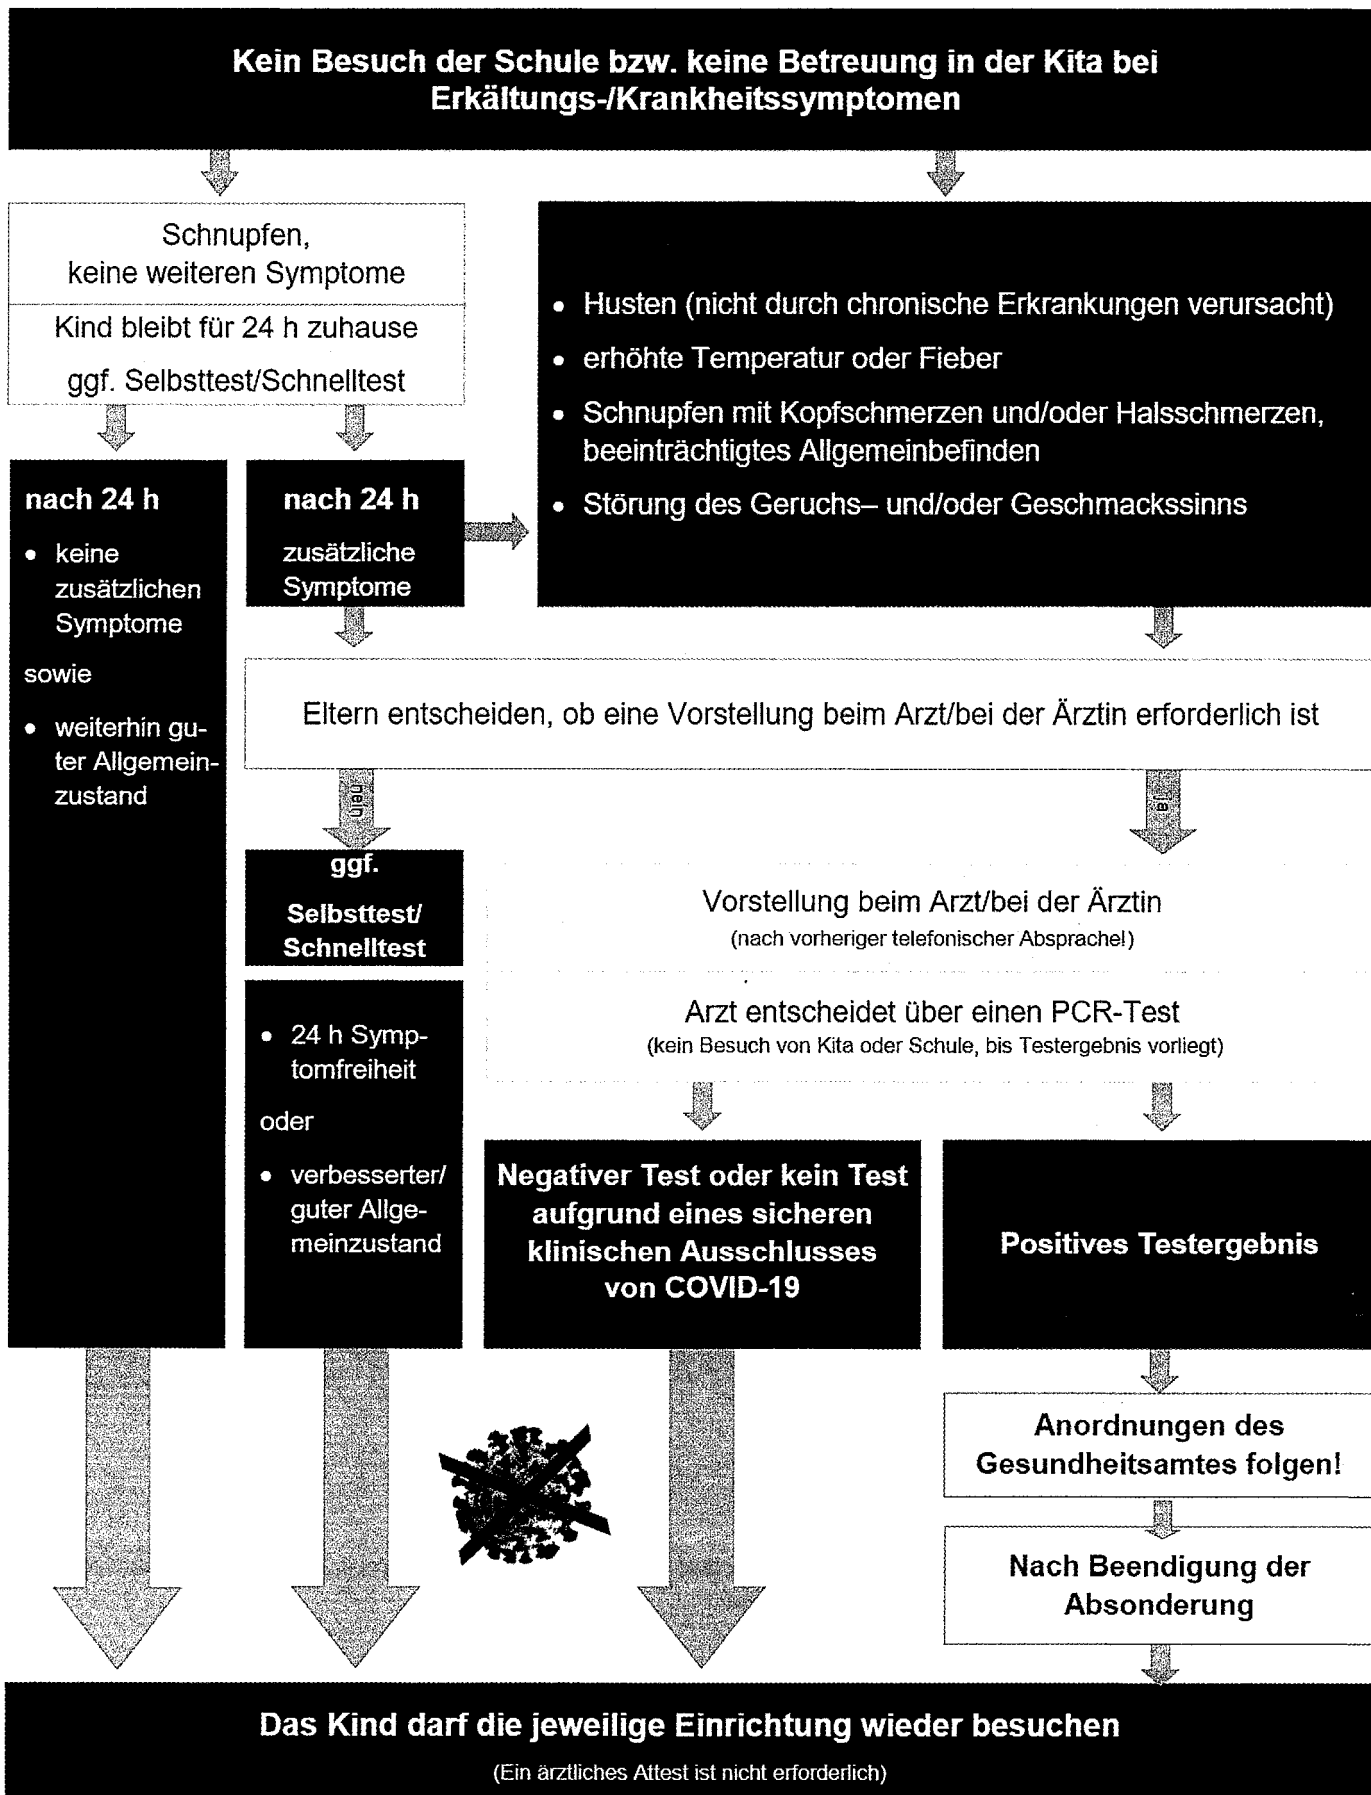 Kein Besuch der Schule bzw. keine Betreuung in der Kita bei
Erkältungs-/Krankheitssymptomen
Schnupfen,
keine weiteren Symptome
Kind bleibt für 24 h zuhause
ggf. Selbsttest/Schnelltest
• Husten (nicht durch chronische Erkrankungen verursacht)
• erhöhte Temperatur oder Fieber
• Schnupfen mit Kopfschmerzen und/oder Halsschmerzen,
beeinträchtigtes Allgemeinbefinden
• Störung des Geruchs– und/oder Geschmackssinns
nach 24 h
• keine
zusätzlichen
Symptome
sowie
• weiterhin gu-
ter Allgemein-
zustand
nach 24 h
zusätzliche
Symptome
Eltern entscheiden, ob eine Vorstellung beim Arzt/bei der Ärztin erforderlich ist
nein
ja
ggf.
Selbsttest/
Schnelltest
• 24 h Symp-
tomfreiheit
oder
• verbesserter/
guter Allge-
meinzustand
Vorstellung beim Arzt/bei der Ärztin
(nach vorheriger telefonischer Absprache!)
Arzt entscheidet über einen PCR-Test
(kein Besuch von Kita oder Schule, bis Testergebnis vorliegt)
Negativer Test oder kein Test
aufgrund eines sicheren
klinischen Ausschlusses
von COVID-19
Positives Testergebnis
Anordnungen des
Gesundheitsamtes folgen!
Nach Beendigung der
Absonderung
Das Kind darf die jeweilige Einrichtung wieder besuchen
(Ein ärztliches Attest ist nicht erforderlich)